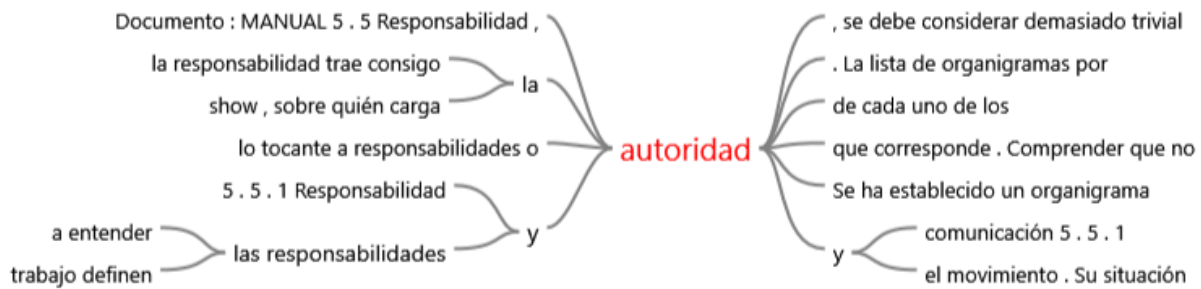 Documento : MANUAL 5 . 5 Responsabilidad ,
la responsabilidad trae consigo
show , sobre quién carga
la
lo tocante a responsabilidades o
5 . 5 . 1 Responsabilidad
a entender
trabajo definen
las responsabilidades
y
autoridad
, se debe considerar demasiado trivial
. La lista de organigramas por
de cada uno de los
que corresponde . Comprender que no
Se ha establecido un organigrama
y
comunicación 5 . 5 . 1
el movimiento . Su situación